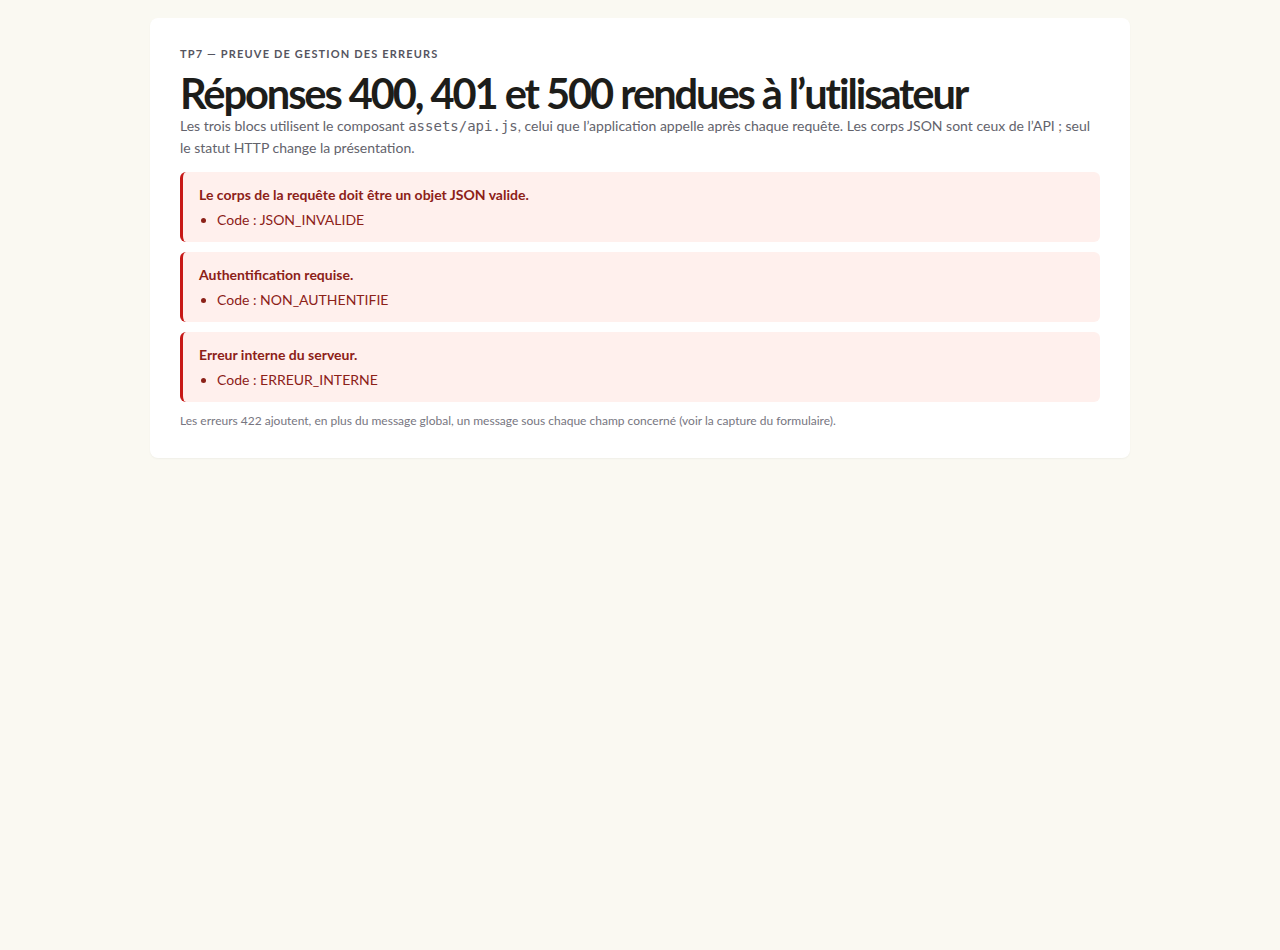 TP7 — PREUVE DE GESTION DES ERREURS
Réponses 400, 401 et 500 rendues à l’utilisateur
Les trois blocs utilisent le composant assets/api.js, celui que l’application appelle après chaque requête. Les corps JSON sont ceux de l’API ; seul
le statut HTTP change la présentation.
Le corps de la requête doit être un objet JSON valide.
• Code : JSON_INVALIDE
Authentification requise.
• Code : NON_AUTHENTIFIE
Erreur interne du serveur.
• Code : ERREUR_INTERNE
Les erreurs 422 ajoutent, en plus du message global, un message sous chaque champ concerné (voir la capture du formulaire).